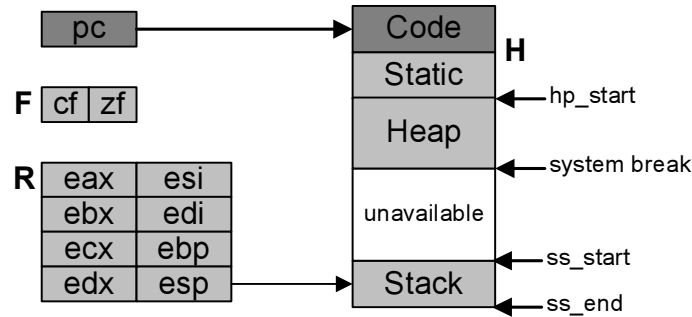 pc
Code
H
Static
F cf zf
hp_start
Heap
R eax esi
system break
ebx edi
unavailable
ecx ebp
ss_start
edx esp
Stack
ss_end